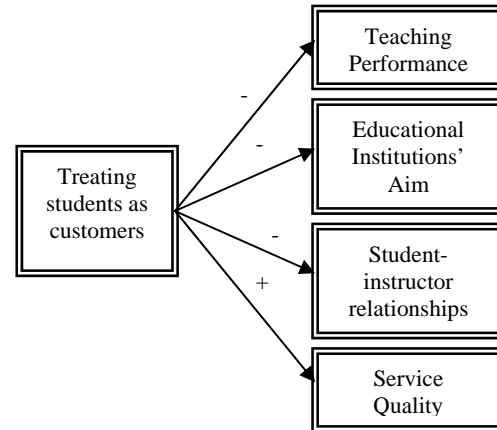 Teaching
Performance
-
-
Educational
Institutions'
Aim
Treating
students as
customers
-
+
Student-
instructor
relationships
Service
Quality